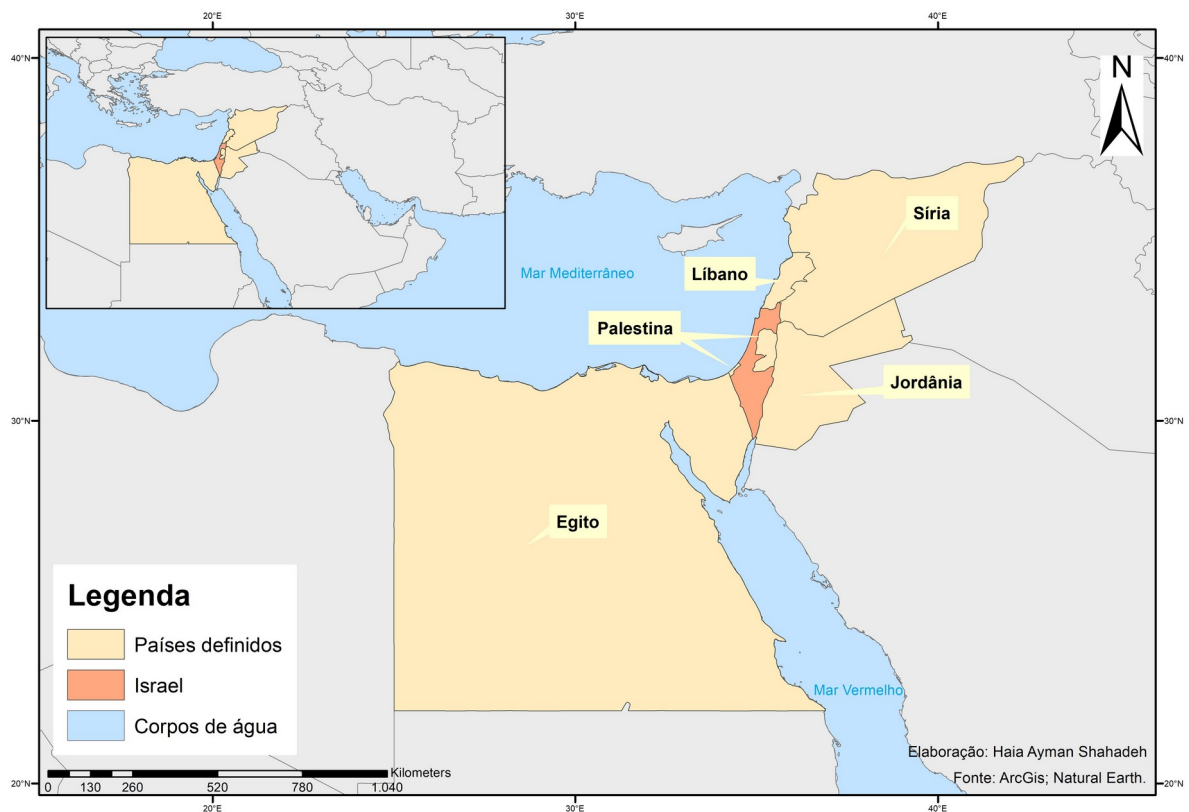 20°E
30°E
40°E
40°N
40°N
N
Síria
Mar Mediterrâneo
Líbano
Palestina
Jordânia
30°N
30°N
Egito
Legenda
Países definidos
Israel
Corpos de água
Mar Vermelho
Elaboração: Haia Ayman Shahadeh
Kilometers
Fonte: ArcGis; Natural Earth.
0 130 260 520 780 1.040
20°N
20°N
20°E
30°E
40°E